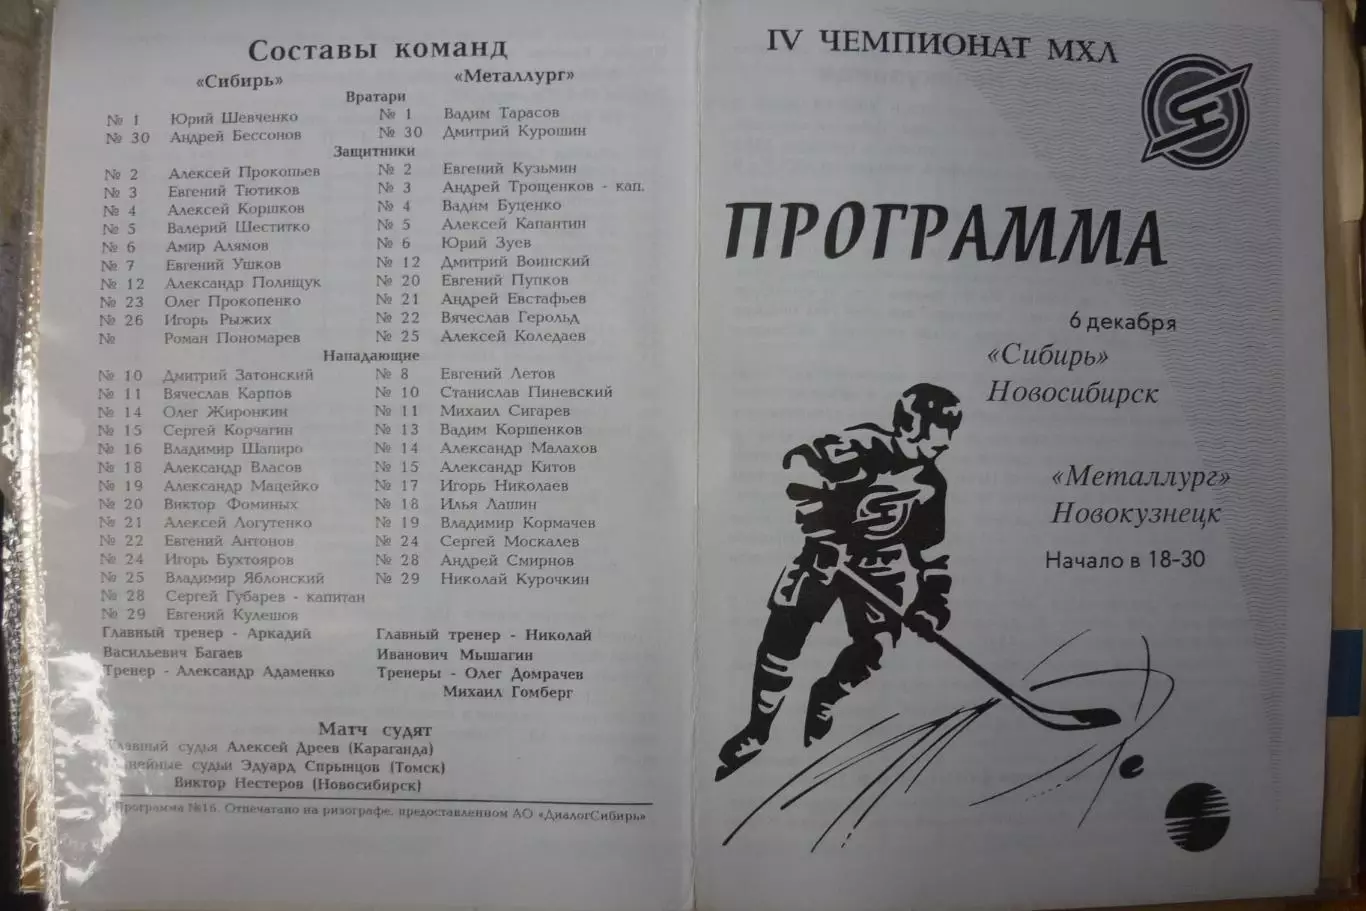 Составы команд
«Сибирь» «Металлург»
Вратари
№ 1 Юрий Шевченко № 1 Вадим Тарасов
№ 30 Андрей Бессонов № 30 Дмитрий Курошин
Защитники
№ 2 Алексей Прокопьев № 2 Евгений Кузьмин
№ 3 Евгений Тютиков № 3 Андрей Трощенков - кап.
№ 4 Алексей Коршков № 4 Вадим Буценко
№ 5 Валерий Шеститко № 5 Алексей Капантин
№ 6 Амир Алямов № 6 Юрий Зуев
№ 7 Евгений Ушков № 12 Дмитрий Воинский
№ 12 Александр Полищук № 20 Евгений Пупков
№ 23 Олег Прокопенко № 21 Андрей Евстафьев
№ 26 Игорь Рыжих № 22 Вячеслав Герольд
№ Роман Пономарев № 25 Алексей Коледаев
Нападающие
№ 10 Дмитрий Затонский № 8 Евгений Летов
№ 11 Вячеслав Карпов № 10 Станислав Пиневский
№ 14 Олег Жиронкин № 11 Михаил Сигарев
№ 15 Сергей Корчагин № 13 Вадим Коршенков
№ 16 Владимир Шапиро № 14 Александр Малахов
№ 18 Александр Власов № 15 Александр Китов
№ 19 Александр Мацейко № 17 Игорь Николаев
№ 20 Виктор Фоминых № 18 Илья Лашин
№ 21 Алексей Логутенко № 19 Владимир Кормачев
№ 22 Евгений Антонов № 24 Сергей Москалев
№ 24 Игорь Бухтояров № 28 Андрей Смирнов
№ 25 Владимир Яблонский № 29 Николай Курочкин
№ 28 Сергей Губарев - капитан
№ 29 Евгений Кулешов
Главный тренер - Аркадий Главный тренер - Николай
Васильевич Багаев Иванович Мышагин
Тренер - Александр Адаменко Тренеры - Олег Домрачев
Михаил Гомберг
Матч судят
Главный судья Алексей Дреев (Караганда)
линейные судьи Эдуард Спрынцов (Томск)
Виктор Нестеров (Новосибирск)
Программа №16. Отпечатано на ризографе, предоставленном АО «ДиалогСибирь»
IV ЧЕМПИОНАТ МХЛ
ПРОГРАММА
6 декабря
«Сибирь»
Новосибирск
«Металлург»
Новокузнецк
Начало в 18-30